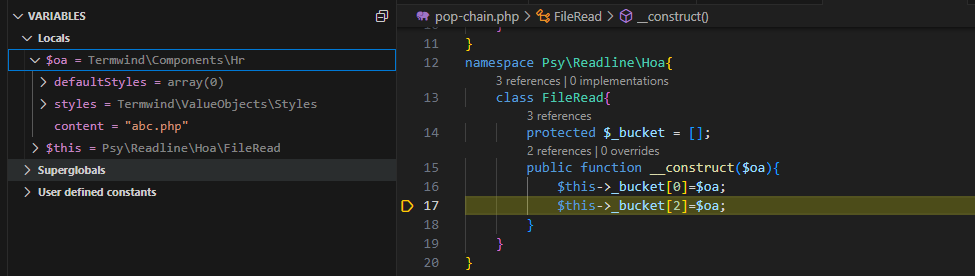 VARIABLES
Locals
$oa = Termwind\Components\Hr
defaultStyles = array(0)
styles = Termwind\ValueObjects\Styles
content = "abc.php"
$this = Psy\Readline\Hoa\FileRead
Superglobals
User defined constants
pop-chain.php > FileRead > __construct()
11 }
12 namespace Psy\Readline\Hoa{
3 references | 0 implementations
13 class FileRead{
3 references
14 protected $_bucket = [];
2 references | 0 overrides
15 public function __construct($oa){
16 $this->_bucket[0]=$oa;
17 $this->_bucket[2]=$oa;
18 }
19 }
20 }